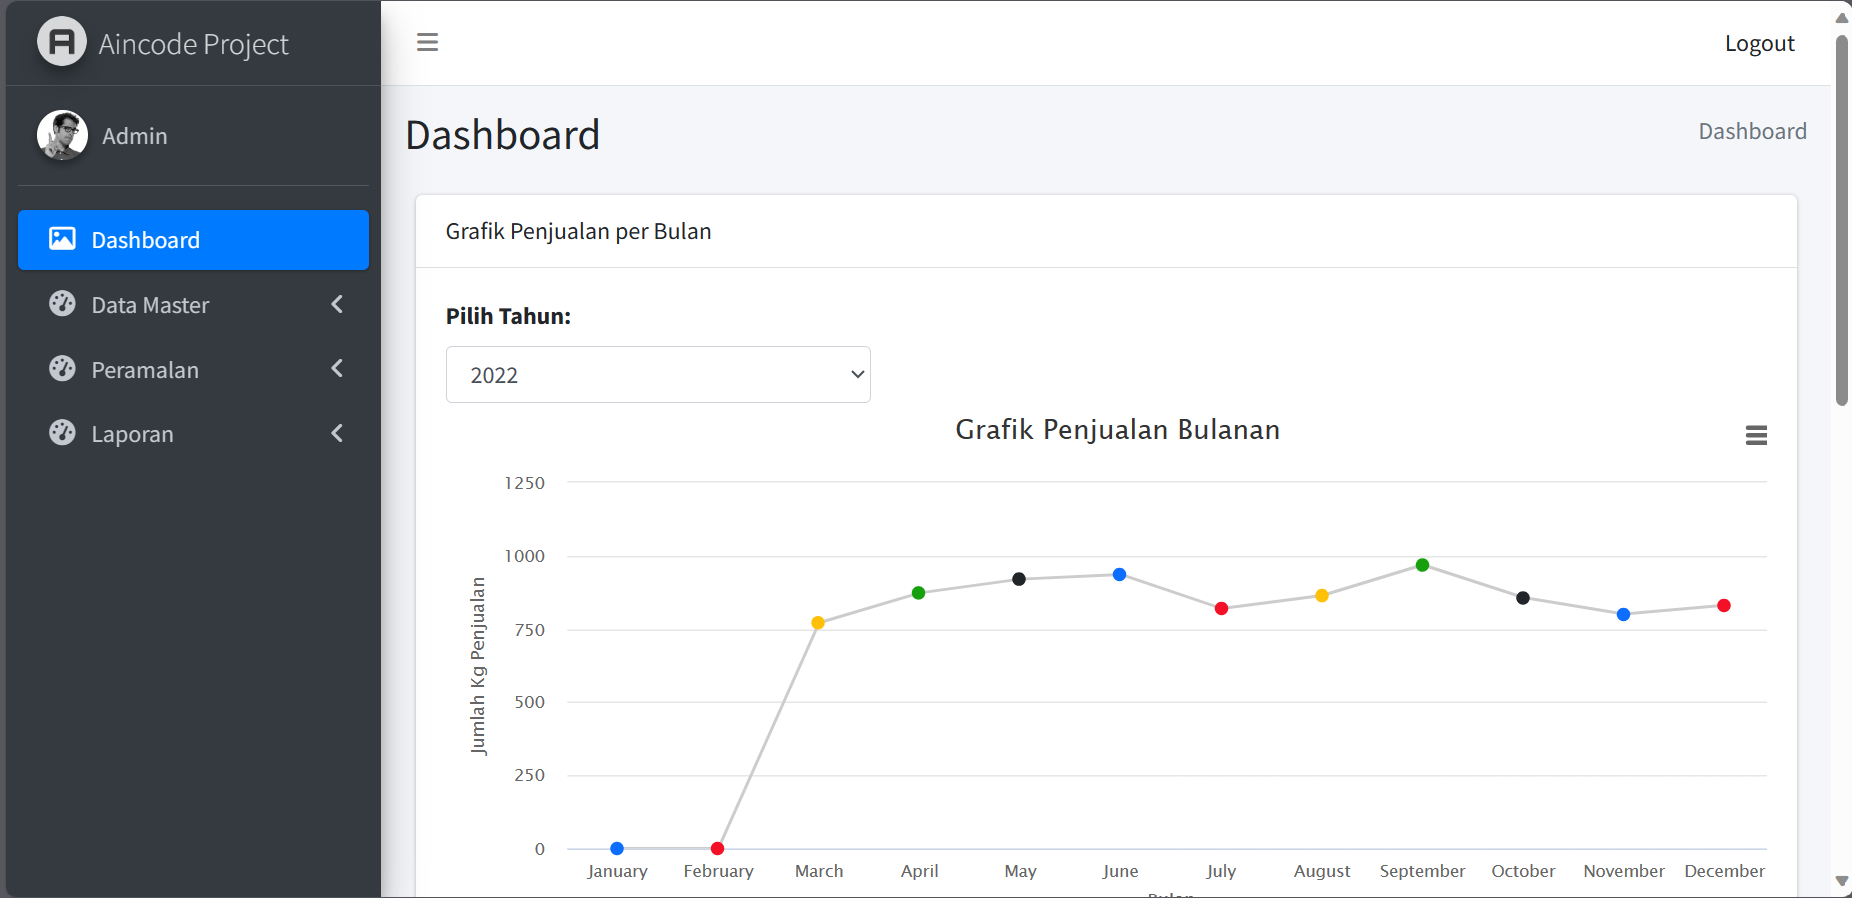 Aincode Project
Logout
Admin
Dashboard
Dashboard
Dashboard
Data Master
Peramalan
Laporan
Grafik Penjualan per Bulan
Pilih Tahun:
2022
Grafik Penjualan Bulanan
Jumlah Kg Penjualan
1250
1000
750
500
250
0
January February March April May June July August September October November December